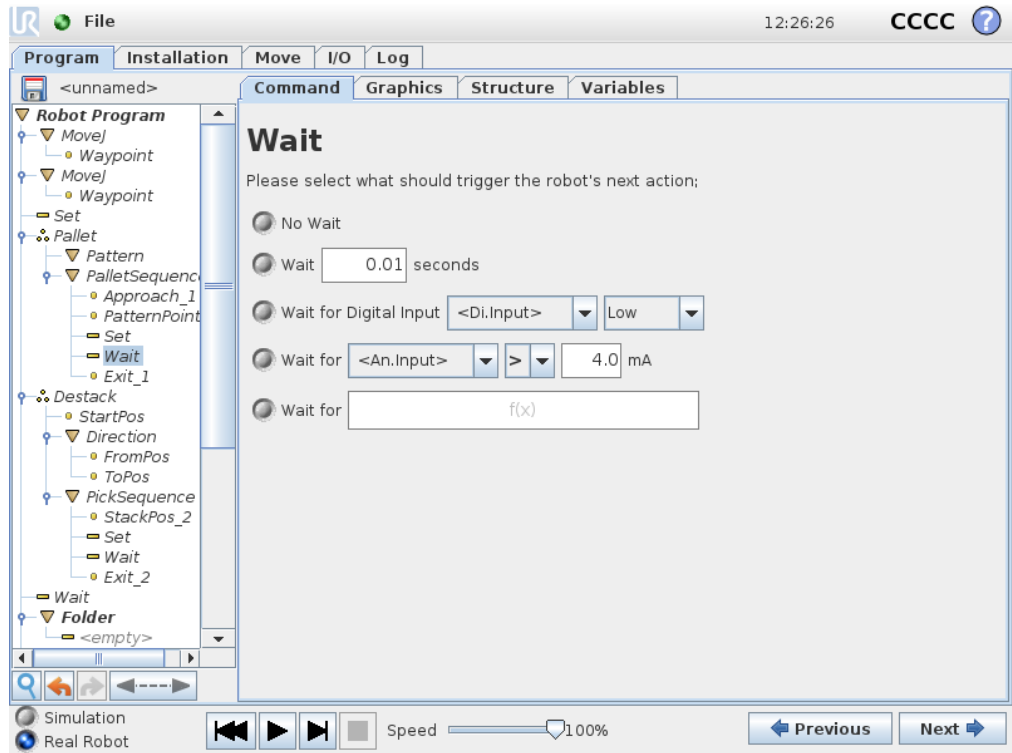 UR File 12:26:26 CCCC ?
Program Installation Move I/O Log
<unnamed> Command Graphics Structure Variables
Robot Program
MoveJ
Waypoint
MoveJ
Waypoint
Set
Pallet
Pattern
PalletSequenc
Approach_1
PatternPoint
Set
Wait
Exit_1
Destack
StartPos
Direction
FromPos
ToPos
PickSequence
StackPos_2
Set
Wait
Exit_2
Wait
Folder
<empty>
Wait
Please select what should trigger the robot's next action;
No Wait
Wait 0.01 seconds
Wait for Digital Input <Di.Input> Low
Wait for <An.Input> > 4.0 mA
Wait for f(x)
Simulation
Real Robot
Speed 100%
Previous Next